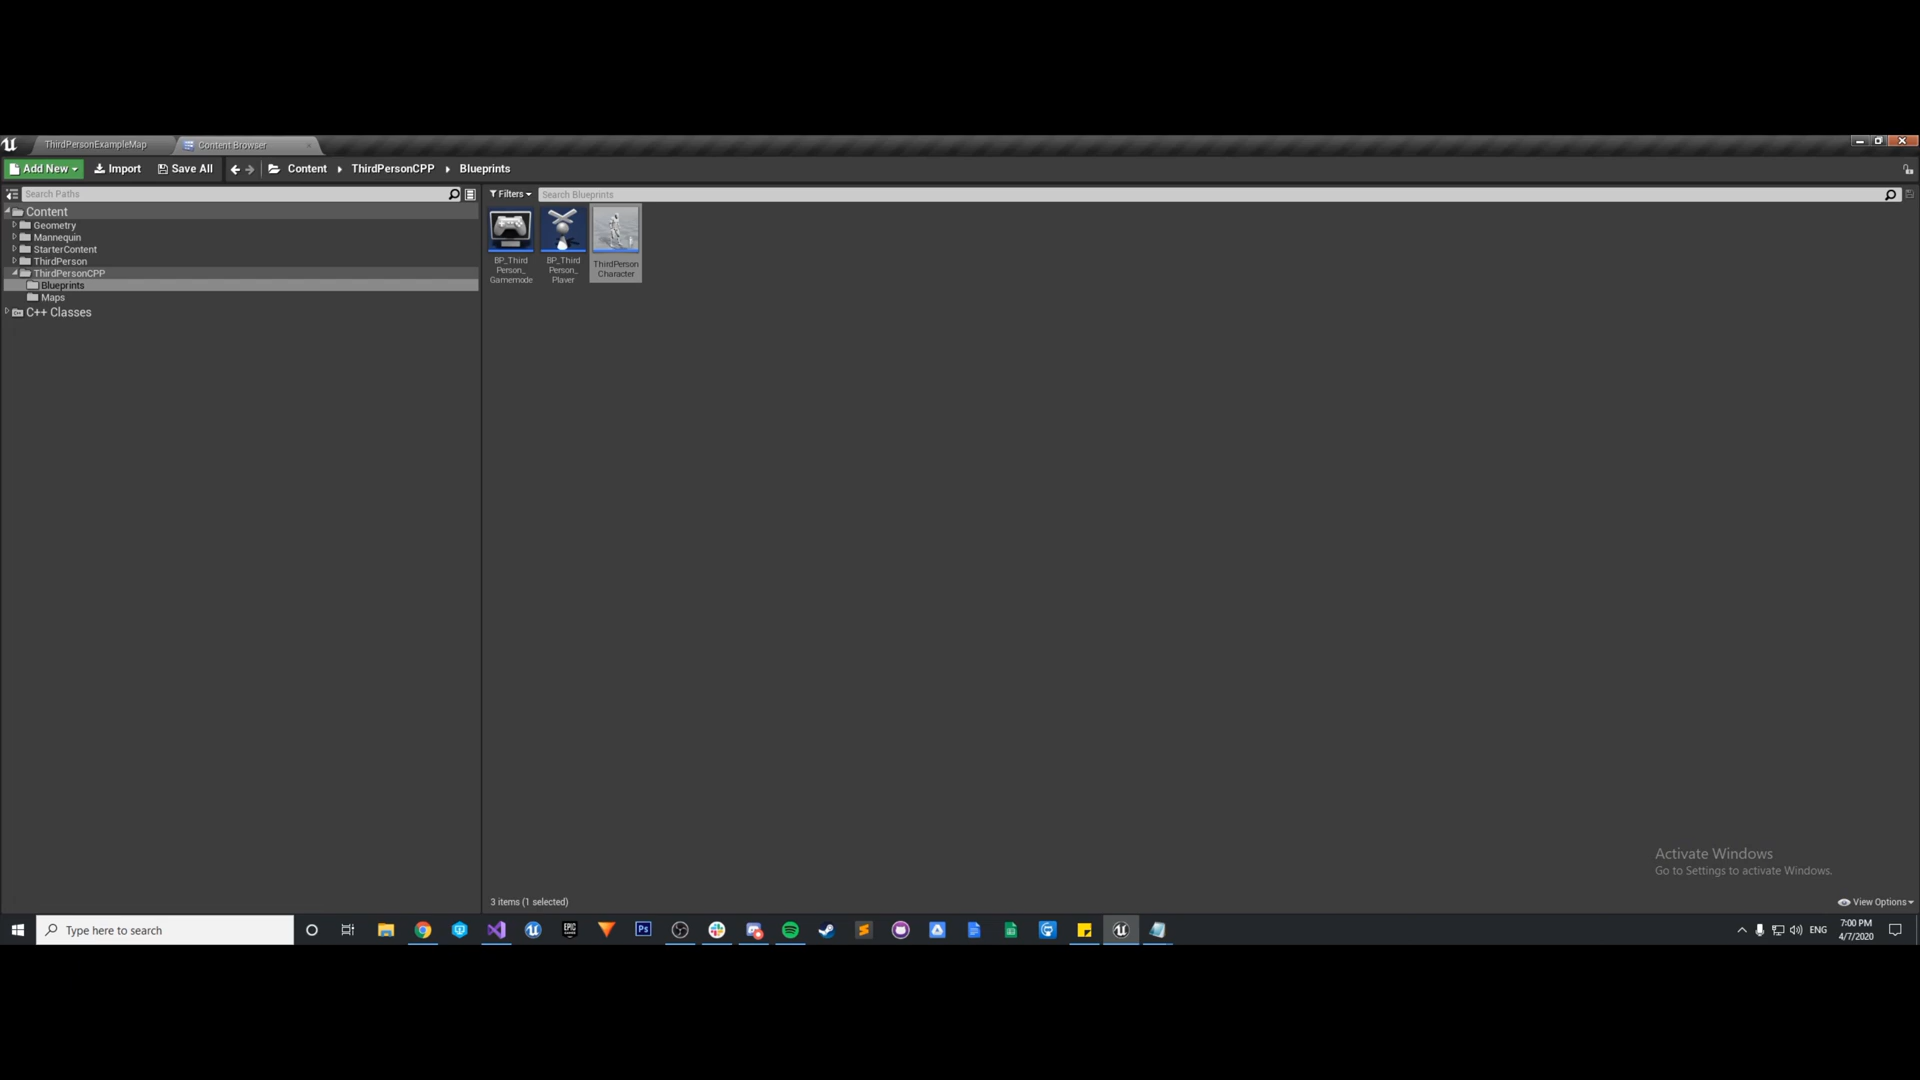 ThirdPersonExampleMap
Content Browser
Add New
Import
Save All
Content
ThirdPersonCPP
Blueprints
Search Paths
Filters
Search Blueprints
Content
Geometry
Mannequin
StarterContent
ThirdPerson
ThirdPersonCPP
Blueprints
Maps
C++ Classes
BP_Third
Person_
Gamemode
BP_Third
Person_
Player
ThirdPerson
Character
Activate Windows
Go to Settings to activate Windows.
3 items (1 selected)
View Options
Type here to search
EPIC
Ps
ENG
7:00 PM
4/7/2020